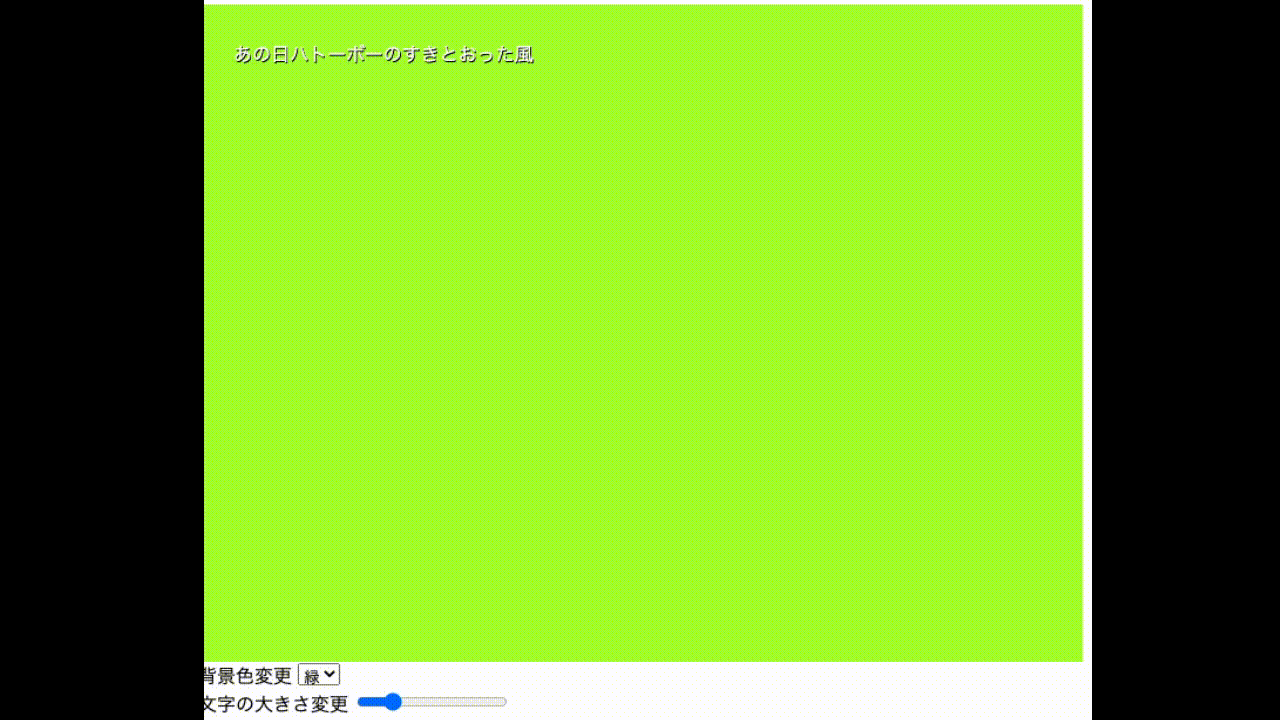 あの日ハトーボーのすきとおった風
背景色変更 緑
文字の大きさ変更